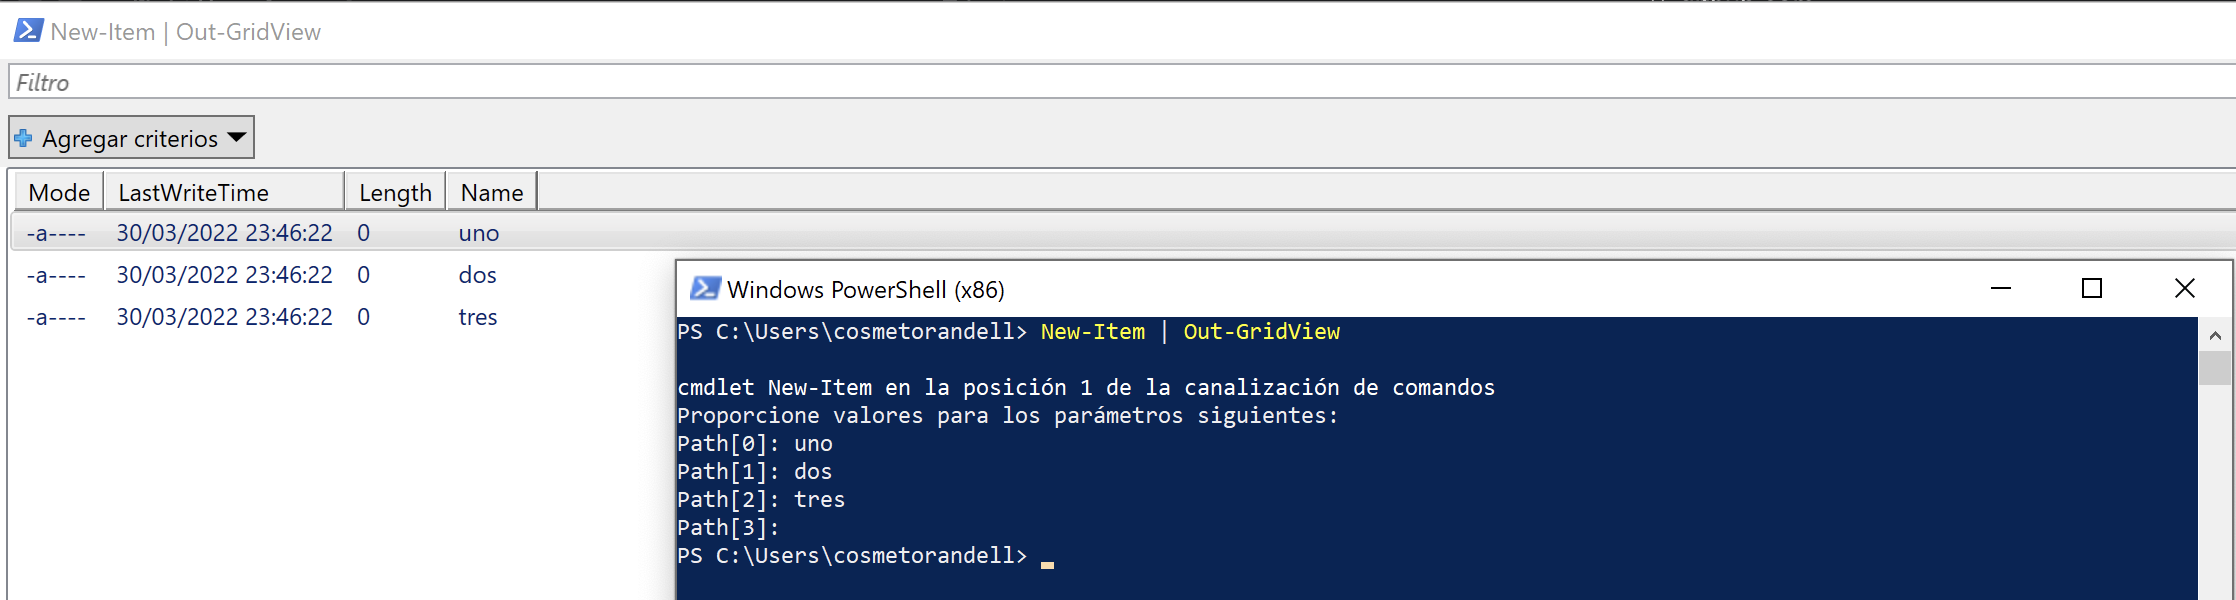 New-Item | Out-GridView
Filtro
Agregar criterios
Mode LastWriteTime Length Name
-a---- 30/03/2022 23:46:22 0 uno
-a---- 30/03/2022 23:46:22 0 dos
-a---- 30/03/2022 23:46:22 0 tres
Windows PowerShell (x86)
PS C:\Users\cosmetorandell> New-Item | Out-GridView
cmdlet New-Item en la posición 1 de la canalización de comandos
Proporcione valores para los parámetros siguientes:
Path[0]: uno
Path[1]: dos
Path[2]: tres
Path[3]:
PS C:\Users\cosmetorandell>